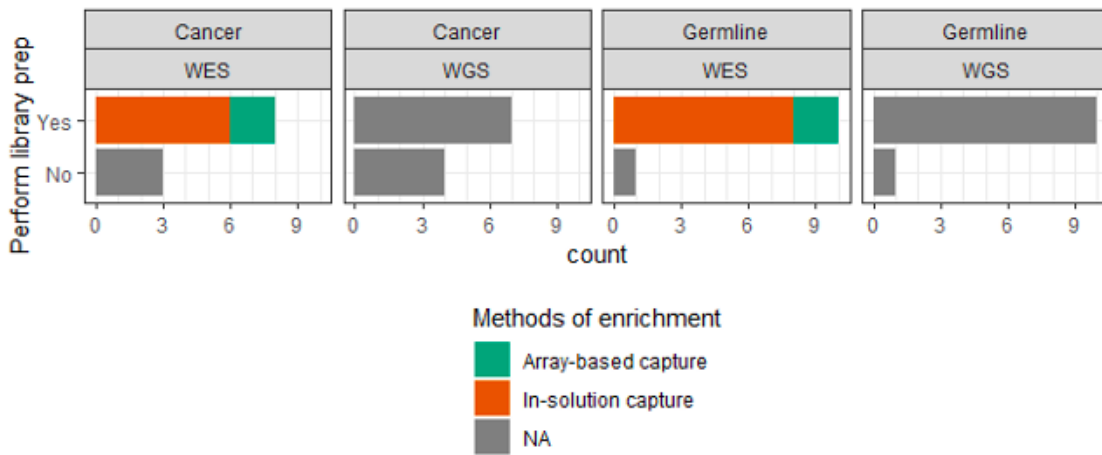 Cancer Cancer Germline Germline
WES WGS WES WGS
Perform library prep
Yes
No
0 3 6 9 0 3 6 9 0 3 6 9 0 3 6 9
count
Methods of enrichment
Array-based capture
In-solution capture
NA